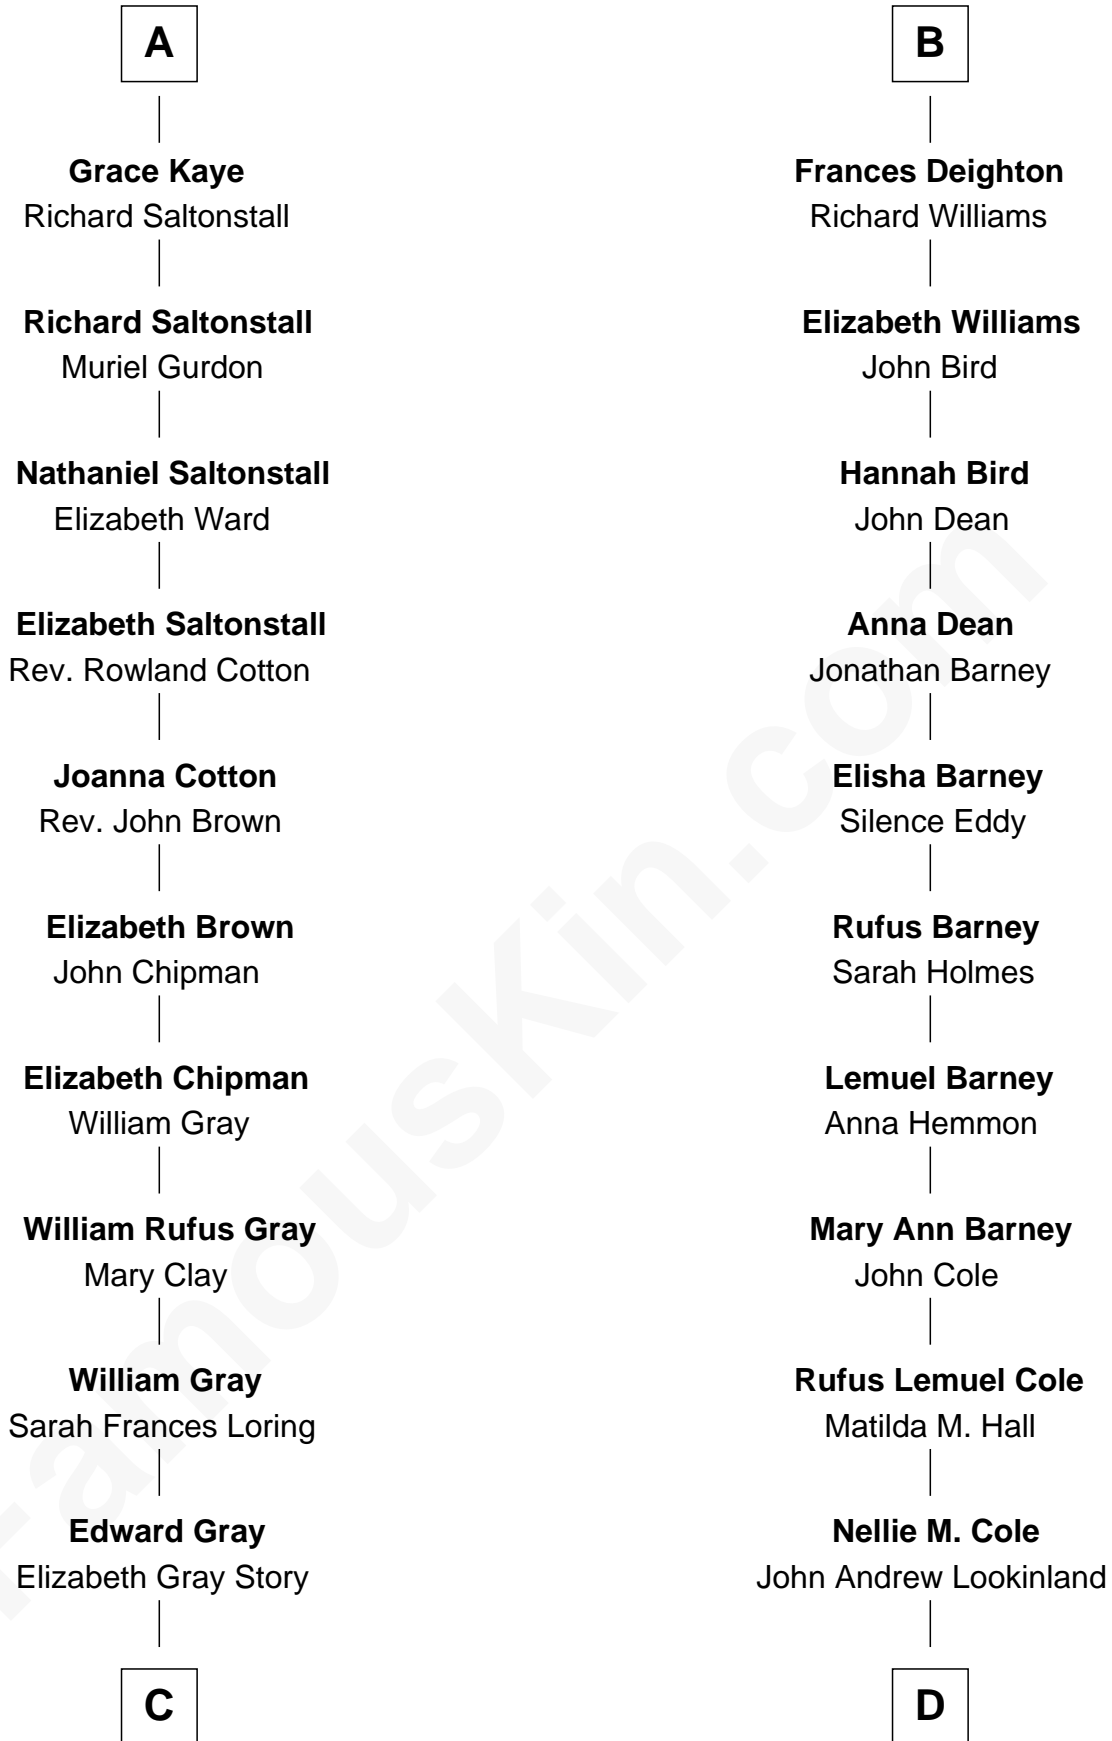 A
Grace Kaye
Richard Saltonstall
Richard Saltonstall
Muriel Gurdon
Nathaniel Saltonstall
Elizabeth Ward
Elizabeth Saltonstall
Rev. Rowland Cotton
Joanna Cotton
Rev. John Brown
Elizabeth Brown
John Chipman
Elizabeth Chipman
William Gray
William Rufus Gray
Mary Clay
William Gray
Sarah Frances Loring
Edward Gray
Elizabeth Gray Story
C
B
Frances Deighton
Richard Williams
Elizabeth Williams
John Bird
Hannah Bird
John Dean
Anna Dean
Jonathan Barney
Elisha Barney
Silence Eddy
Rufus Barney
Sarah Holmes
Lemuel Barney
Anna Hemmon
Mary Ann Barney
John Cole
Rufus Lemuel Cole
Matilda M. Hall
Nellie M. Cole
John Andrew Lookinland
D
FamousKin.com